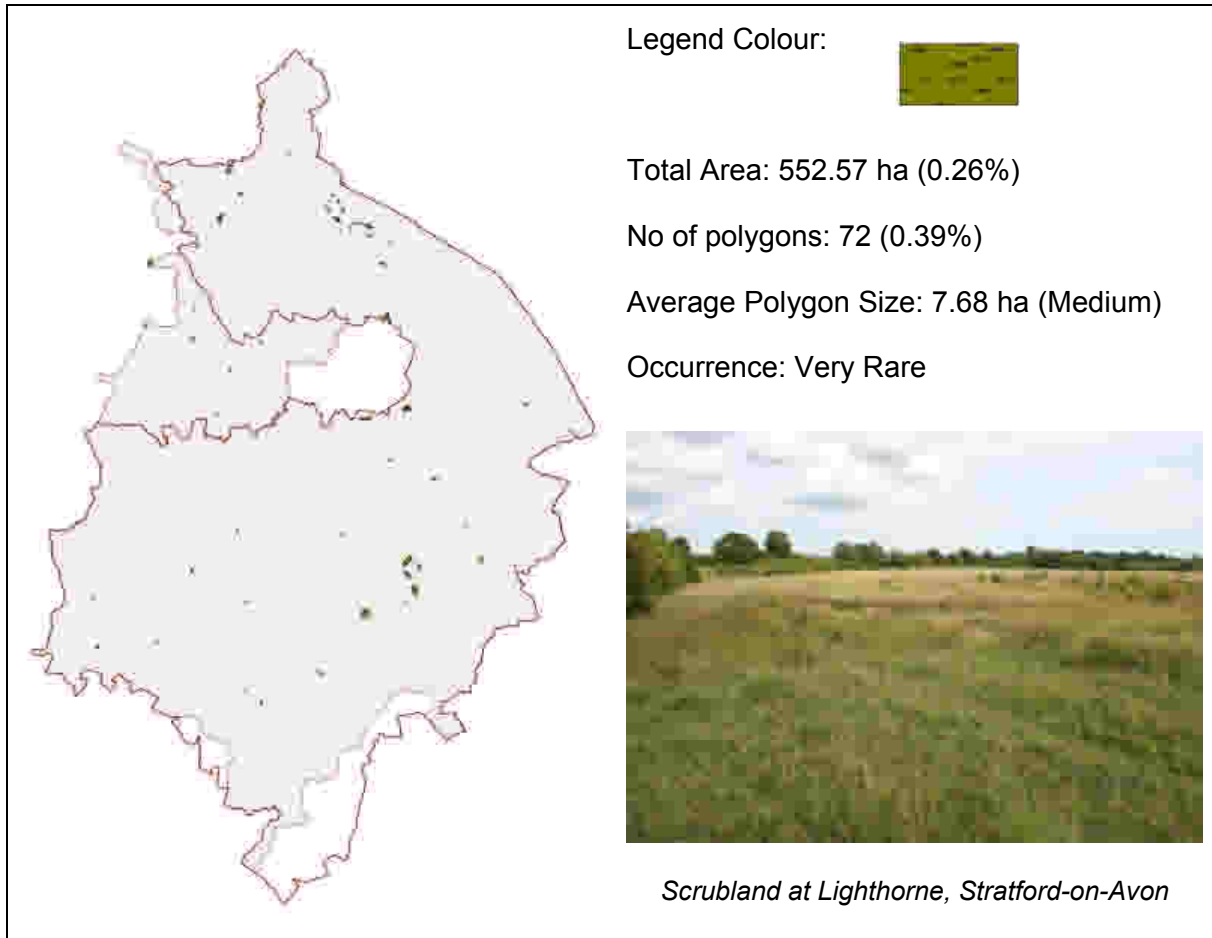 Legend Colour:
Total Area: 552.57 ha (0.26%)
No of polygons: 72 (0.39%)
Average Polygon Size: 7.68 ha (Medium)
Occurrence: Very Rare
Scrubland at Lighthorne, Stratford-on-Avon